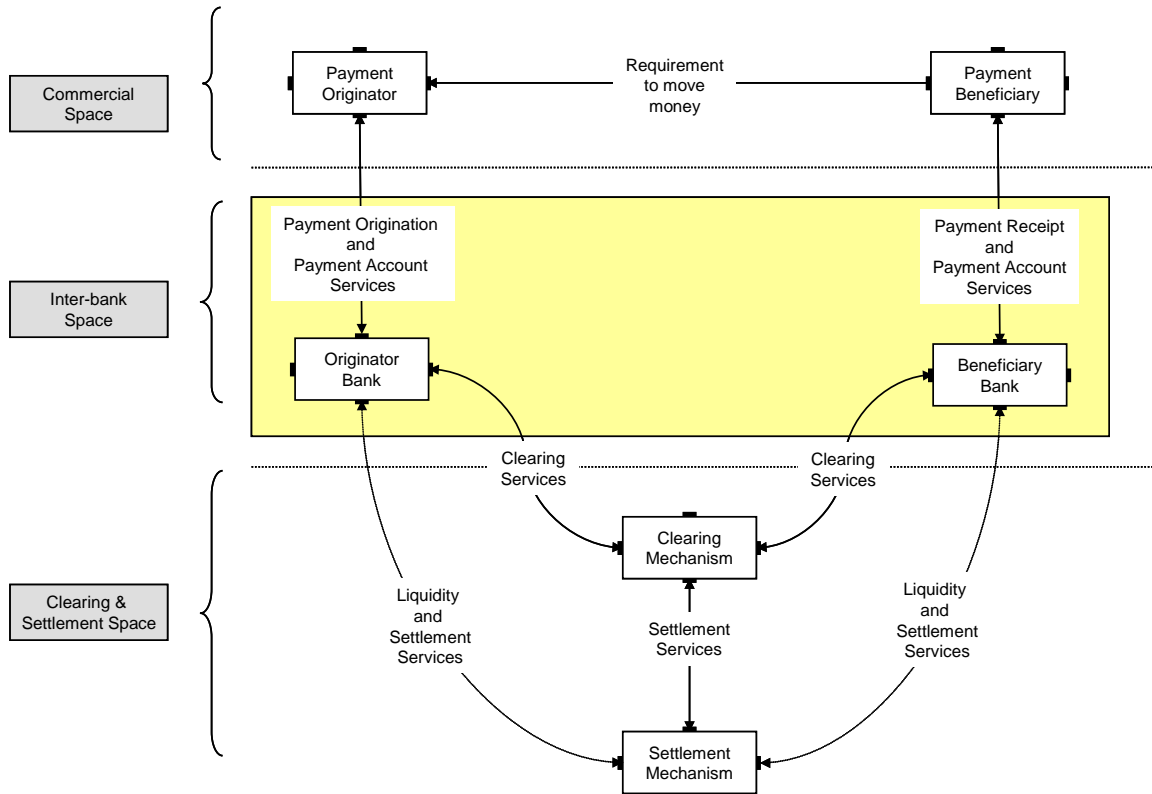 Commercial
Space
Payment
Originator
Requirement
to move
money
Payment
Beneficiary
Inter-bank
Space
Payment Origination
and
Payment Account
Services
Payment Receipt
and
Payment Account
Services
Originator
Bank
Beneficiary
Bank
Clearing
Services
Clearing
Services
Clearing &
Settlement Space
Clearing
Mechanism
Liquidity
and
Settlement
Services
Settlement
Services
Liquidity
and
Settlement
Services
Settlement
Mechanism